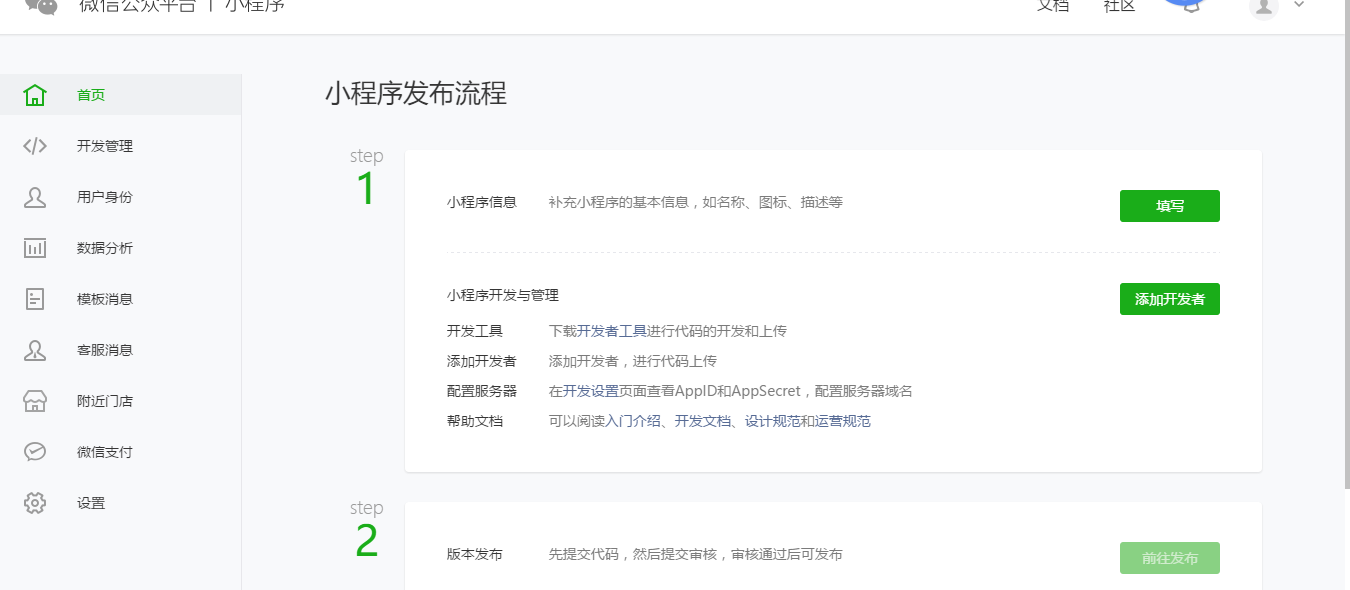 微信公众平台 | 小程序
文档 社区
首页
开发管理
用户身份
数据分析
模板消息
客服消息
附近门店
微信支付
设置
小程序发布流程
step
1
小程序信息 补充小程序的基本信息，如名称、图标、描述等 填写
小程序开发与管理 添加开发者
开发工具 下载开发者工具进行代码的开发和上传
添加开发者 添加开发者，进行代码上传
配置服务器 在开发设置页面查看AppID和AppSecret，配置服务器域名
帮助文档 可以阅读入门介绍、开发文档、设计规范和运营规范
step
2
版本发布 先提交代码，然后提交审核，审核通过后可发布 前往发布